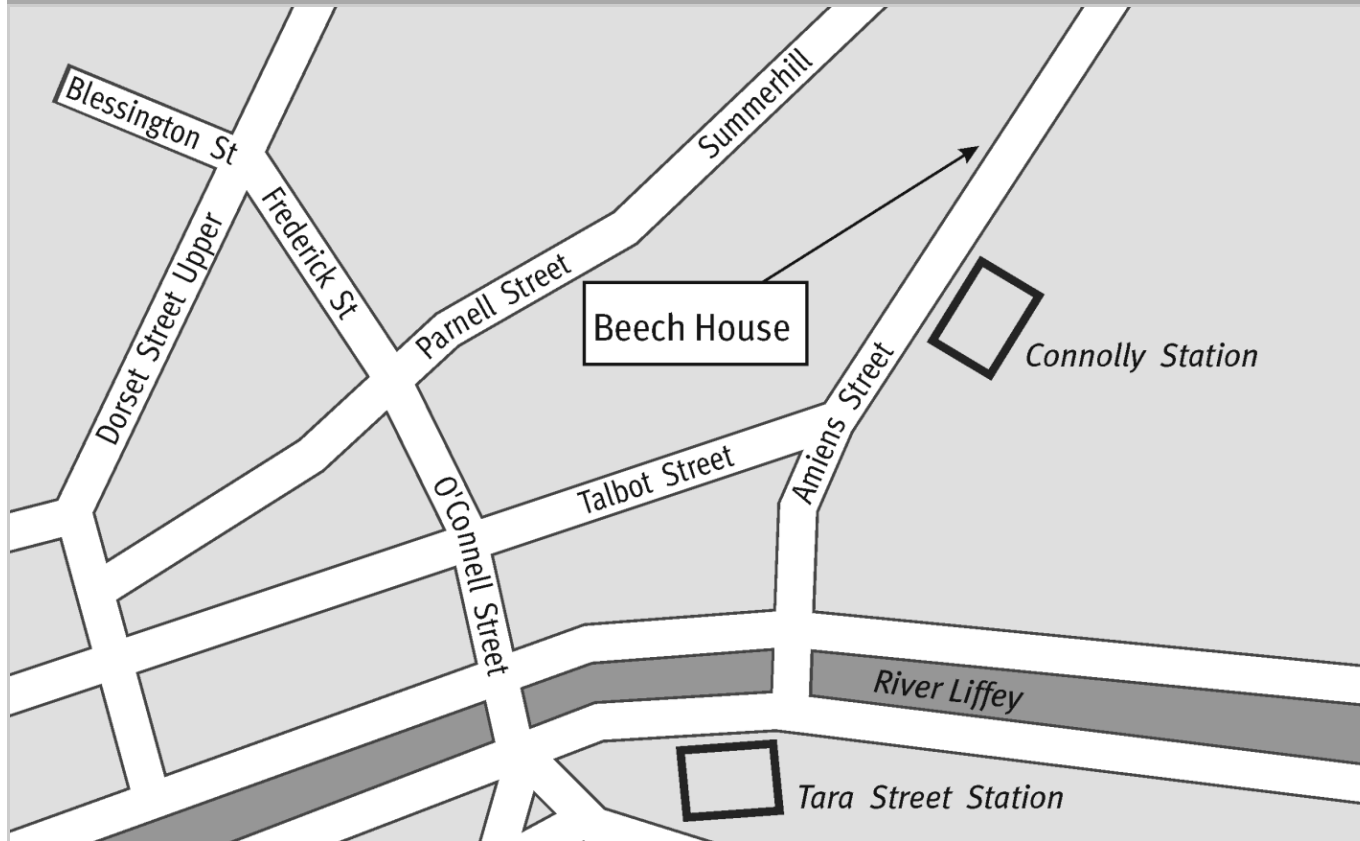 Blessington St
Summerhill
Frederick St
Dorset Street Upper
Parnell Street
Beech House
Connolly Station
Amiens Street
Talbot Street
O'Connell Street
River Liffey
Tara Street Station